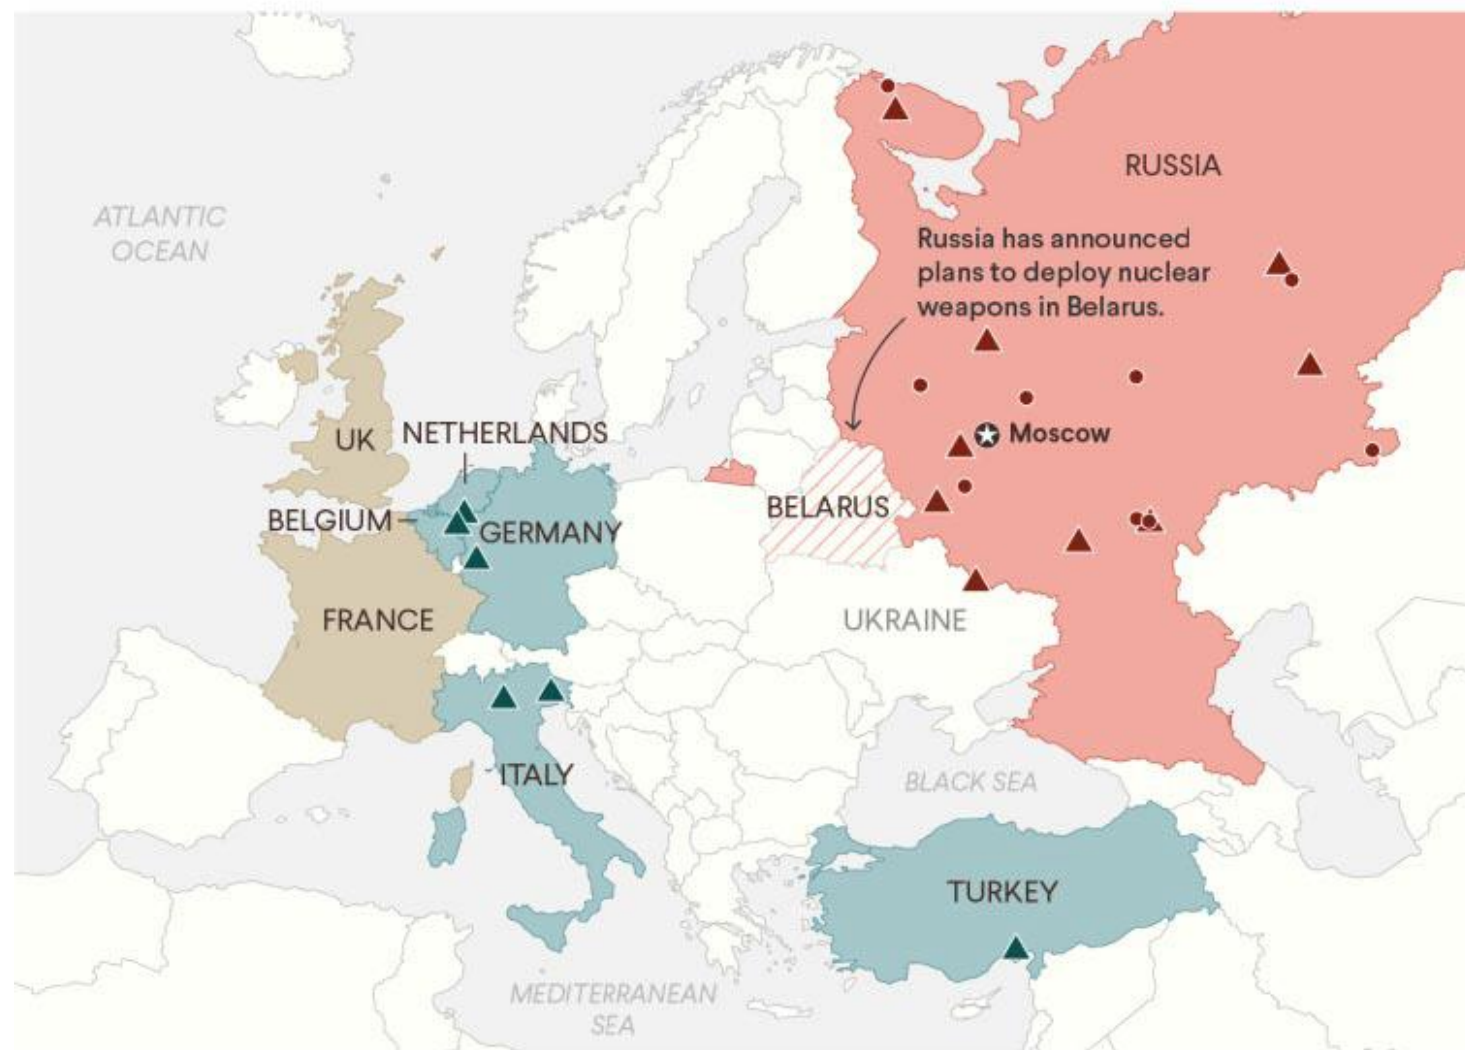 RUSSIA
ATLANTIC
OCEAN
Russia has announced
plans to deploy nuclear
weapons in Belarus.
UK
NETHERLANDS
Moscow
BELGIUM
GERMANY
BELARUS
FRANCE
UKRAINE
ITALY
BLACK SEA
TURKEY
MEDITERRANEAN
SEA